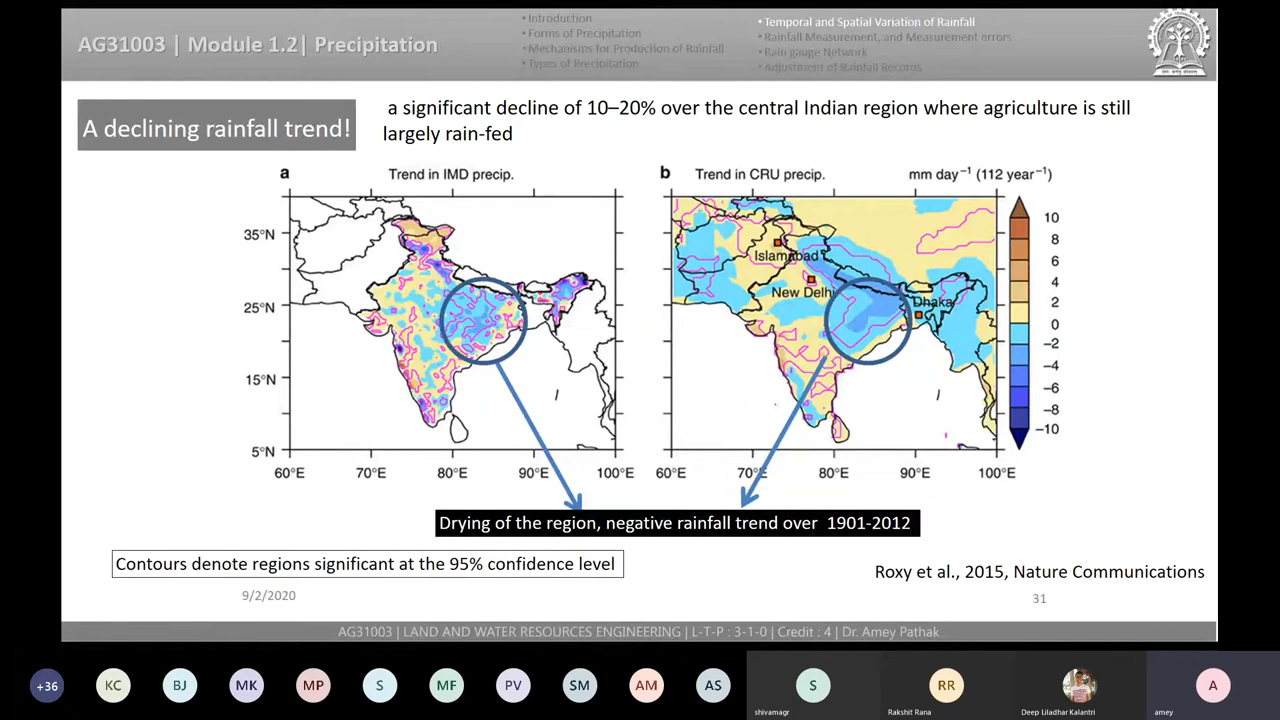 AG31003 | Module 1.2| Precipitation
•Introduction
•Forms of Precipitation
•Mechanisms for Production of Rainfall
•Types of Precipitation
•Temporal and Spatial Variation of Rainfall
•Rainfall Measurement, and Measurement errors
•Rain gauge Network
•Adjustment of Rainfall Records
A declining rainfall trend!
a significant decline of 10–20% over the central Indian region where agriculture is still
largely rain-fed
a Trend in IMD precip.
b Trend in CRU precip. mm day⁻¹ (112 year⁻¹)
35°N
25°N
15°N
5°N
60°E 70°E 80°E 90°E 100°E
Islamabad
New Delhi
Dhaka
60°E 70°E 80°E 90°E 100°E
10
8
6
4
2
0
−2
−4
−6
−8
−10
Drying of the region, negative rainfall trend over 1901-2012
Contours denote regions significant at the 95% confidence level
Roxy et al., 2015, Nature Communications
9/2/2020
31
AG31003 | LAND AND WATER RESOURCES ENGINEERING | L-T-P : 3-1-0 | Credit : 4 | Dr. Amey Pathak
+36 KC BJ MK MP S MF PV SM AM AS S RR A
shivamagr Rakshit Rana Deep Liladhar Kalantri amey